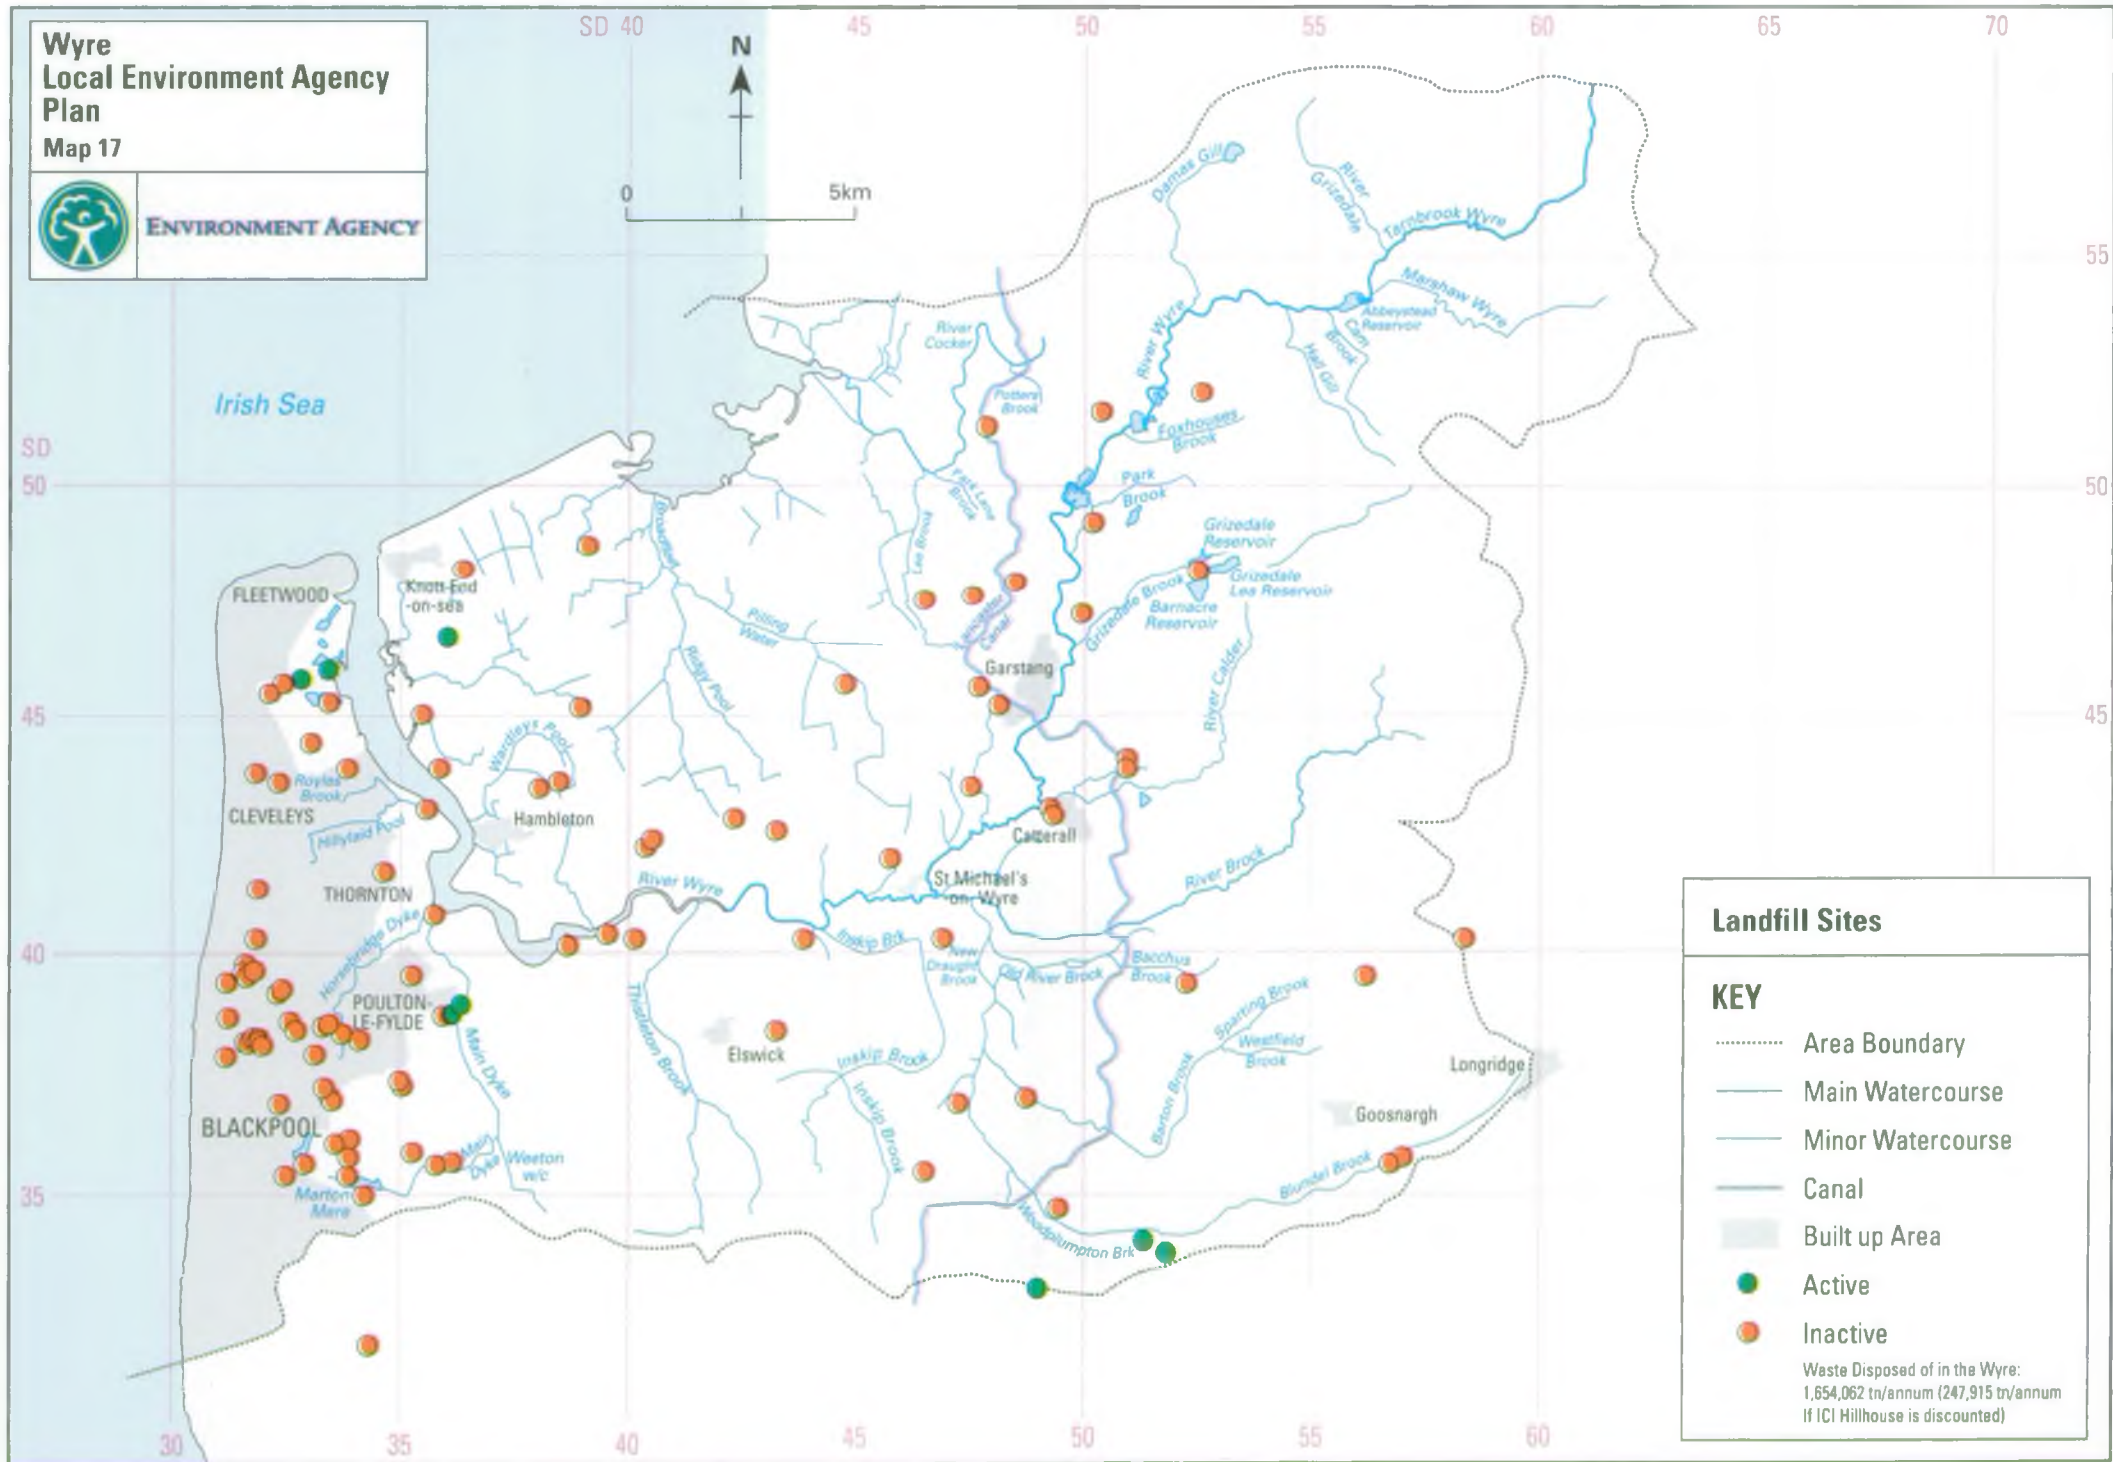 Wyre
Local Environment Agency
Plan
Map 17
ENVIRONMENT AGENCY
SD 40
45
50
55
60
65
70
N
0
5km
55
Damas Gill
River
Grizedale
Tarnbrook Wyre
Marshaw Wyre
Abbeystead
Reservoir
Cam
Brook
Hall Gill
River Wyre
River
Cocker
Potters
Brook
Foxhouses
Brook
Irish Sea
SD
50
50
Park Lane
Brook
Park
Brook
Broadfleet
Lee Brook
Grizedale
Reservoir
Grizedale
Lea Reservoir
Grizedale Brook
Barnacre
Reservoir
FLEETWOOD
Knott-End
-on-sea
Pilling
Water
Lancaster
Canal
Garstang
Ridgy Pool
River Calder
45
45
Wardleys Pool
Royles
Brook
CLEVELEYS
Hillylaid Pool
Hambleton
Catterall
River Brock
THORNTON
River Wyre
St Michael's
-on- Wyre
Horsebridge Dyke
40
Inskip Brk
New
Draught
Brook
Old River Brock
Bacchus
Brook
POULTON-
LE-FYLDE
Thistleton Brook
Sparting Brook
Westfield
Brook
Elswick
Inskip Brook
Main Dyke
Inskip Brook
Barton Brook
Longridge
BLACKPOOL
Goosnargh
Main
Dyke
Weeton
w/c
Blundel Brook
35
Marton
Mere
Woodplumpton Brk
30
35
40
45
50
55
60
Landfill Sites
KEY
Area Boundary
Main Watercourse
Minor Watercourse
Canal
Built up Area
Active
Inactive
Waste Disposed of in the Wyre:
1,654,062 tn/annum (247,915 tn/annum
If ICI Hillhouse is discounted)